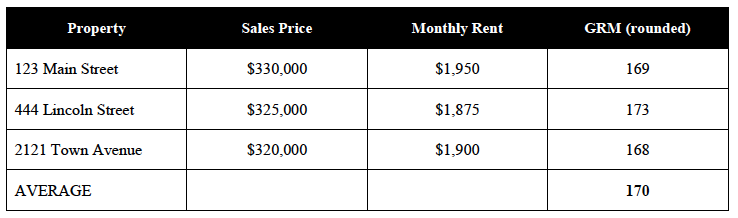 Property Sales Price Monthly Rent GRM (rounded)
123 Main Street $330,000 $1,950 169
444 Lincoln Street $325,000 $1,875 173
2121 Town Avenue $320,000 $1,900 168
AVERAGE 170